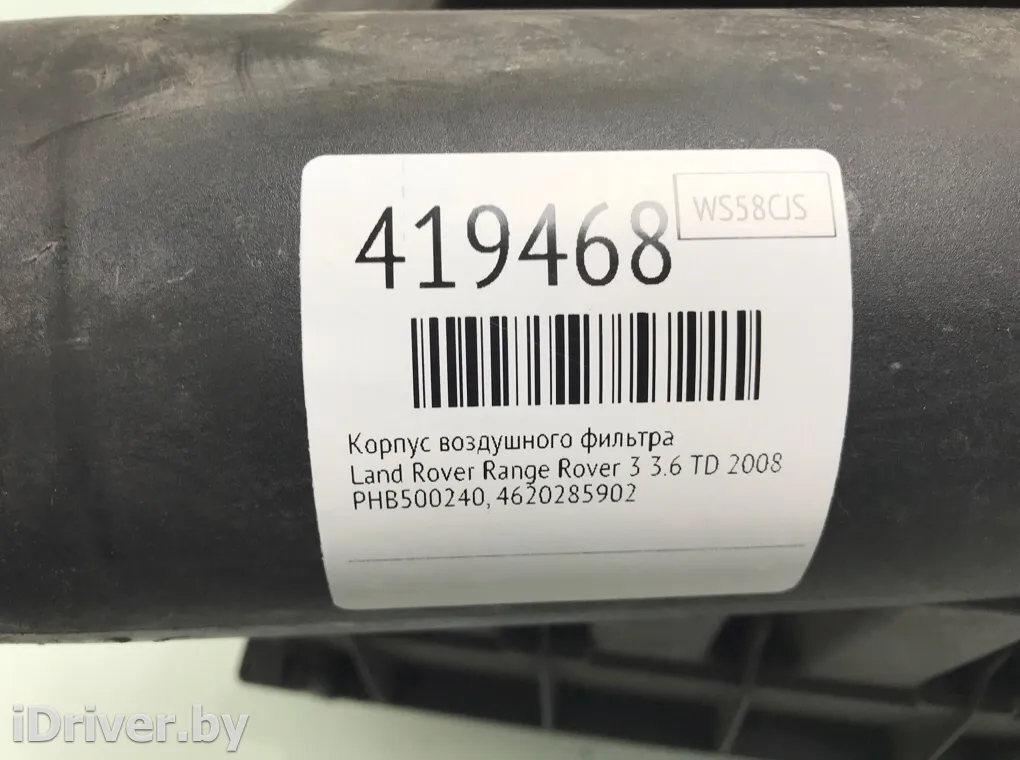 WS58CJS
419468
Корпус воздушного фильтра
Land Rover Range Rover 3 3.6 TD 2008
PHB500240, 4620285902
iDriver.by